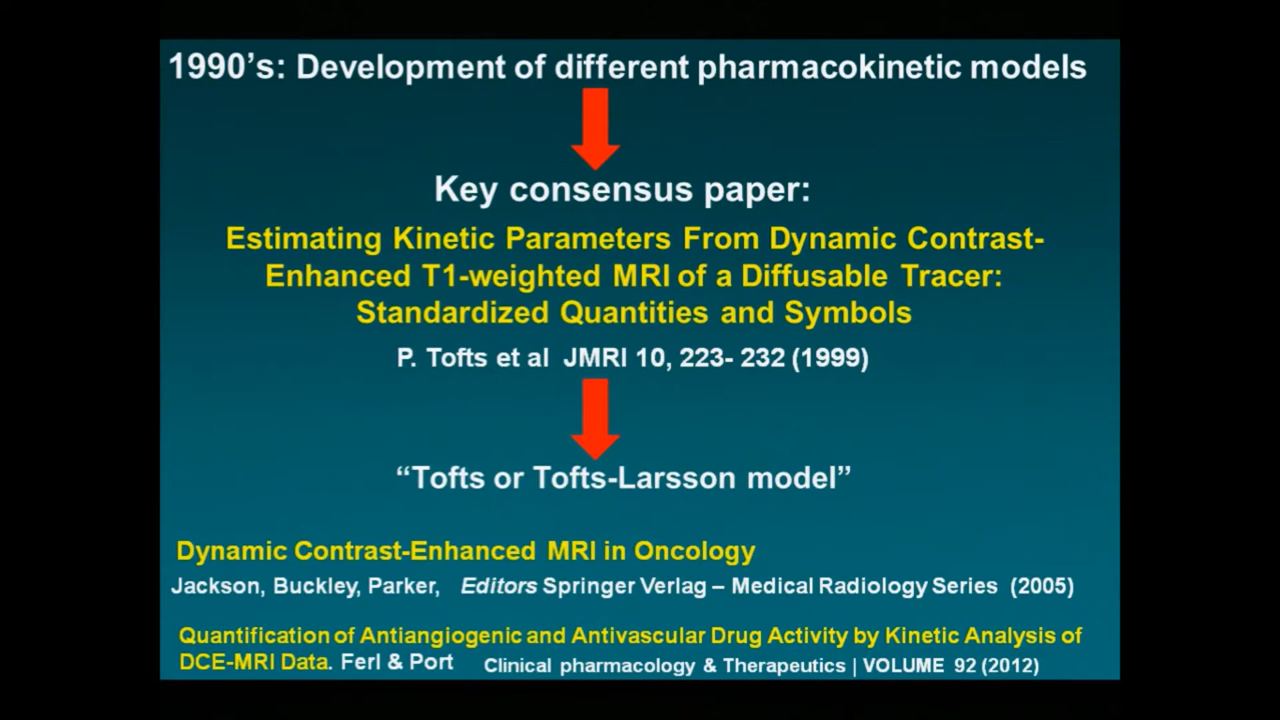 1990’s: Development of different pharmacokinetic models
Key consensus paper:
Estimating Kinetic Parameters From Dynamic Contrast-
Enhanced T1-weighted MRI of a Diffusable Tracer:
Standardized Quantities and Symbols
P. Tofts et al JMRI 10, 223- 232 (1999)
“Tofts or Tofts-Larsson model”
Dynamic Contrast-Enhanced MRI in Oncology
Jackson, Buckley, Parker, Editors Springer Verlag – Medical Radiology Series (2005)
Quantification of Antiangiogenic and Antivascular Drug Activity by Kinetic Analysis of
DCE-MRI Data. Ferl & Port Clinical pharmacology & Therapeutics | VOLUME 92 (2012)